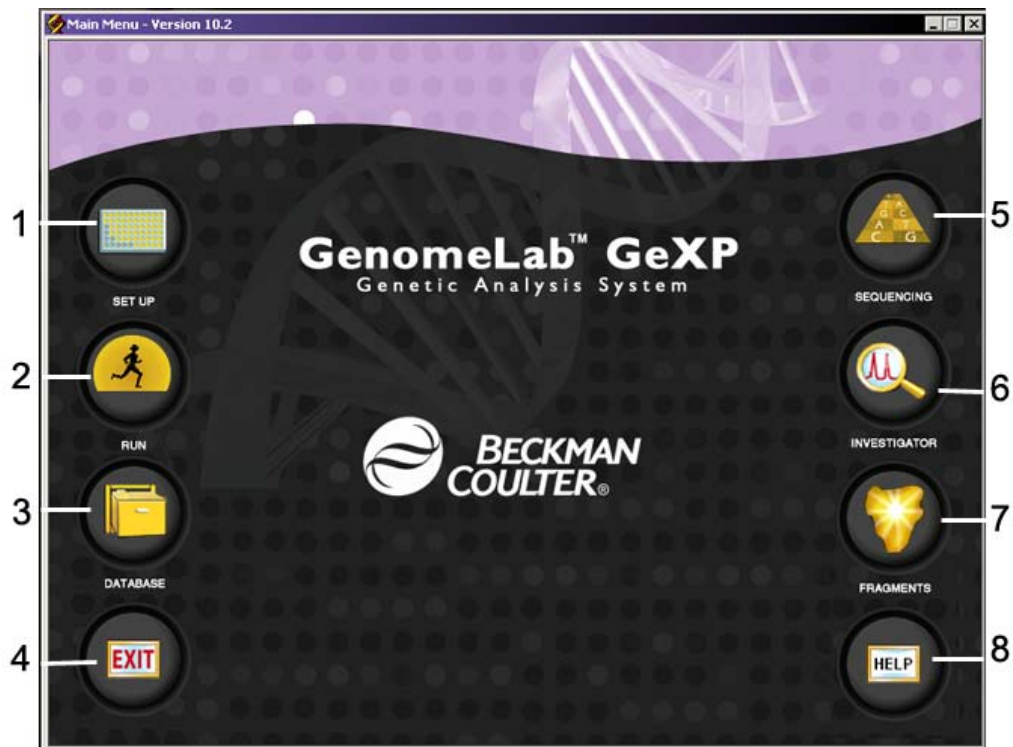 Main Menu - Version 10.2
GenomeLab™ GeXP
Genetic Analysis System
BECKMAN
COULTER®
1
SET UP
2
RUN
3
DATABASE
4
EXIT
5
A
G C
A T
C G
SEQUENCING
6
INVESTIGATOR
7
FRAGMENTS
8
HELP